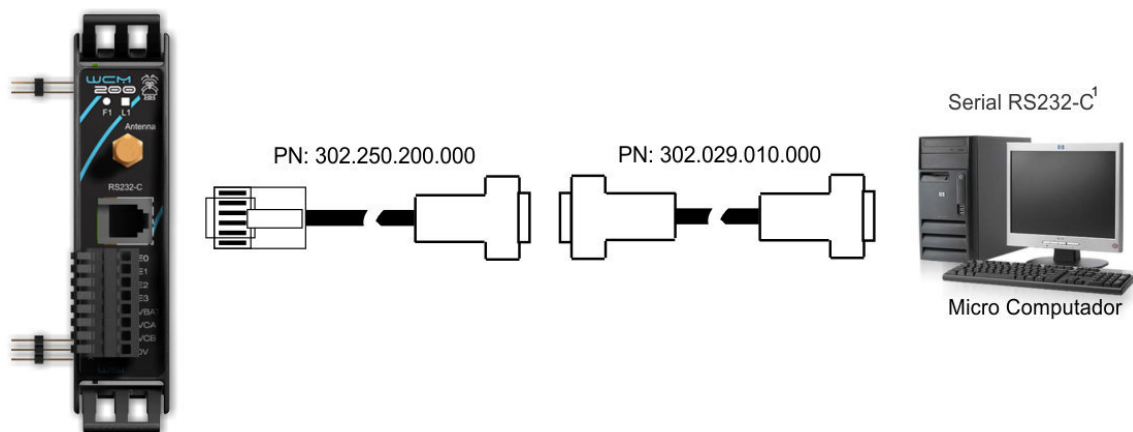 WCM
200
F1 L1
Antenna
RS232-C
E0
E1
E2
E3
VBAT
VCA
VCB
0V
PN: 302.250.200.000
PN: 302.029.010.000
Serial RS232-C¹
Micro Computador